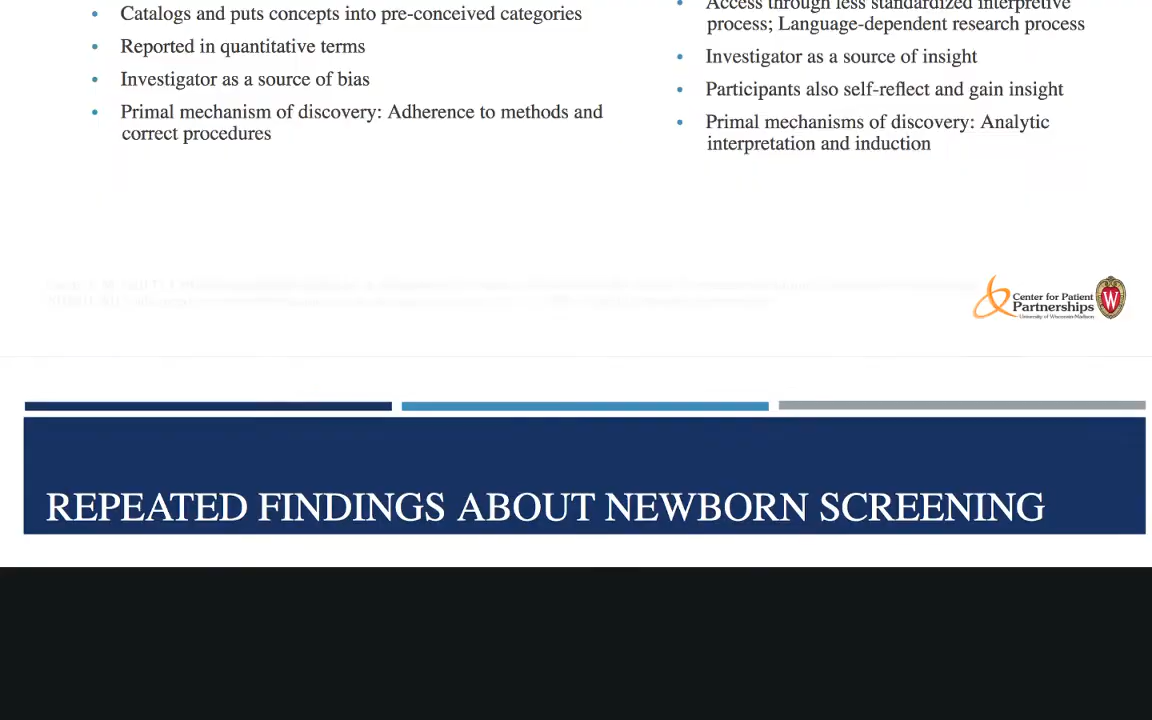 • Catalogs and puts concepts into pre-conceived categories
• Reported in quantitative terms
• Investigator as a source of bias
• Primal mechanism of discovery: Adherence to methods and
correct procedures
• Access through less standardized interpretive
process; Language-dependent research process
• Investigator as a source of insight
• Participants also self-reflect and gain insight
• Primal mechanisms of discovery: Analytic
interpretation and induction
Center for Patient
Partnerships
University of Wisconsin-Madison
W
REPEATED FINDINGS ABOUT NEWBORN SCREENING